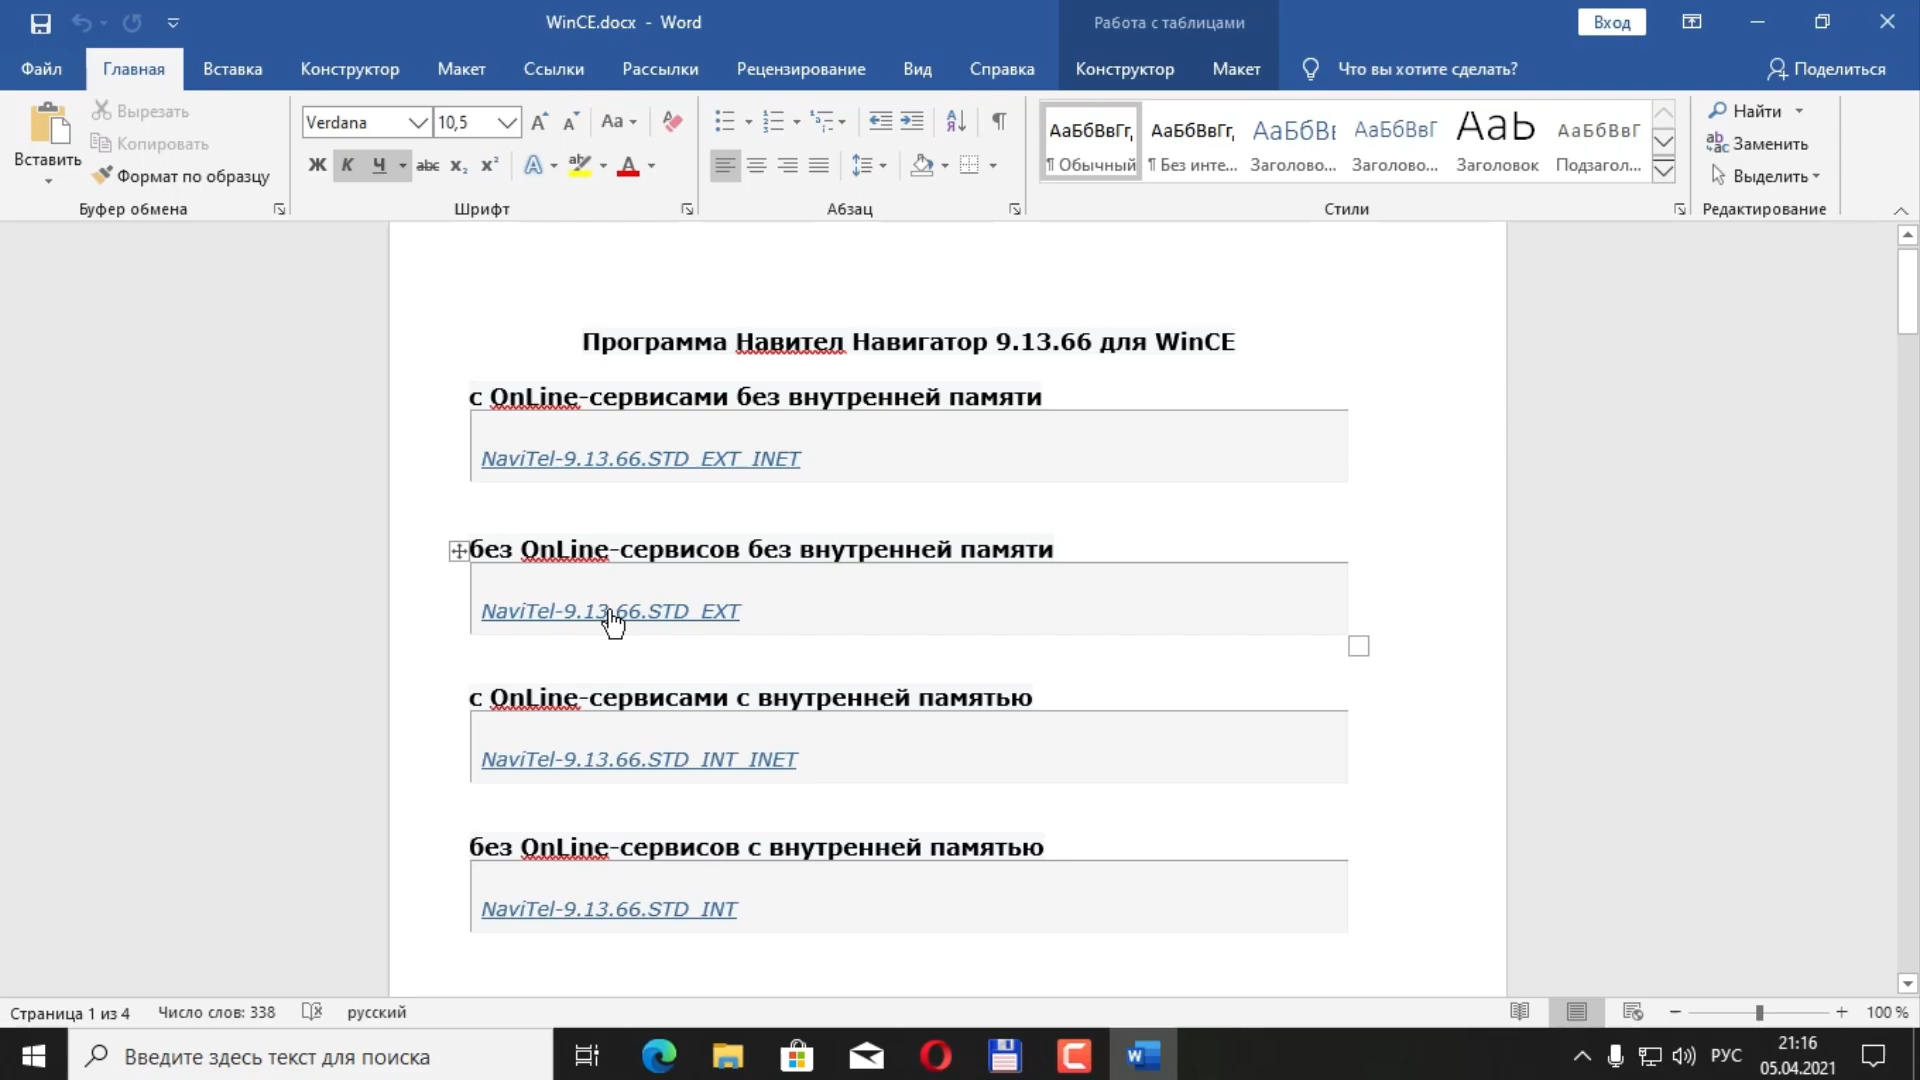 WinCE.docx - Word
Работа с таблицами
Вход
Файл
Главная
Вставка
Конструктор
Макет
Ссылки
Рассылки
Рецензирование
Вид
Справка
Конструктор
Макет
Что вы хотите сделать?
Поделиться
Вставить
Вырезать
Копировать
Формат по образцу
Буфер обмена
Verdana
10,5
Aa
Ж К Ч abc x₂ x²
Шрифт
Абзац
АаБбВвГг,
¶ Обычный
АаБбВвГг,
¶ Без инте...
АаБбВв
Заголово...
АаБбВвГ
Заголово...
АаБ
Заголовок
АаБбВвГ
Подзагол...
Стили
Найти
Заменить
Выделить
Редактирование
Программа Навител Навигатор 9.13.66 для WinCE
с OnLine-сервисами без внутренней памяти
NaviTel-9.13.66.STD_EXT_INET
без OnLine-сервисов без внутренней памяти
NaviTel-9.13.66.STD_EXT
с OnLine-сервисами с внутренней памятью
NaviTel-9.13.66.STD_INT_INET
без OnLine-сервисов с внутренней памятью
NaviTel-9.13.66.STD_INT
Страница 1 из 4
Число слов: 338
русский
100 %
Введите здесь текст для поиска
РУС
21:16
05.04.2021